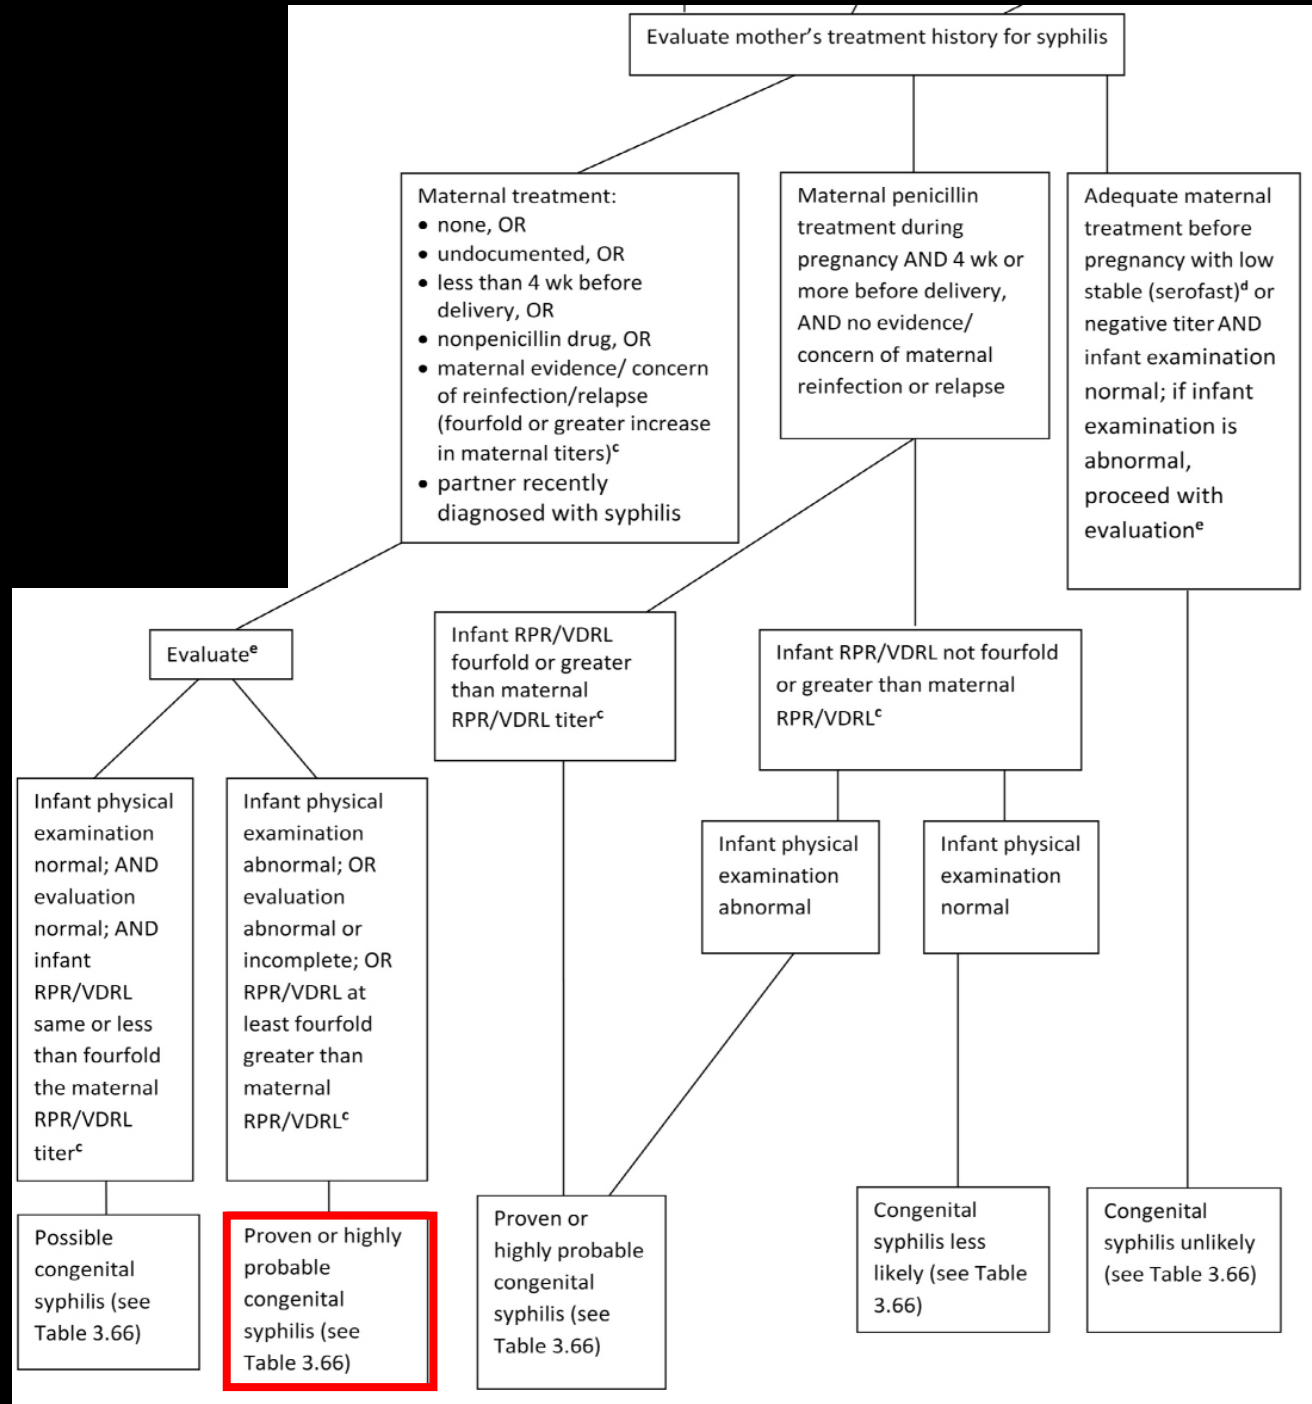 Evaluate mother's treatment history for syphilis
Maternal treatment:
• none, OR
• undocumented, OR
• less than 4 wk before
delivery, OR
• nonpenicillin drug, OR
• maternal evidence/ concern
of reinfection/relapse
(fourfold or greater increase
in maternal titers)ᶜ
• partner recently
diagnosed with syphilis
Maternal penicillin
treatment during
pregnancy AND 4 wk or
more before delivery,
AND no evidence/
concern of maternal
reinfection or relapse
Adequate maternal
treatment before
pregnancy with low
stable (serofast)ᵈ or
negative titer AND
infant examination
normal; if infant
examination is
abnormal,
proceed with
evaluationᵉ
Evaluateᵉ
Infant RPR/VDRL
fourfold or greater
than maternal
RPR/VDRL titerᶜ
Infant RPR/VDRL not fourfold
or greater than maternal
RPR/VDRLᶜ
Infant physical
examination
normal; AND
evaluation
normal; AND
infant
RPR/VDRL
same or less
than fourfold
the maternal
RPR/VDRL
titerᶜ
Infant physical
examination
abnormal; OR
evaluation
abnormal or
incomplete; OR
RPR/VDRL at
least fourfold
greater than
maternal
RPR/VDRLᶜ
Infant physical
examination
abnormal
Infant physical
examination
normal
Possible
congenital
syphilis (see
Table 3.66)
Proven or highly
probable
congenital
syphilis (see
Table 3.66)
Proven or
highly probable
congenital
syphilis (see
Table 3.66)
Congenital
syphilis less
likely (see Table
3.66)
Congenital
syphilis unlikely
(see Table 3.66)